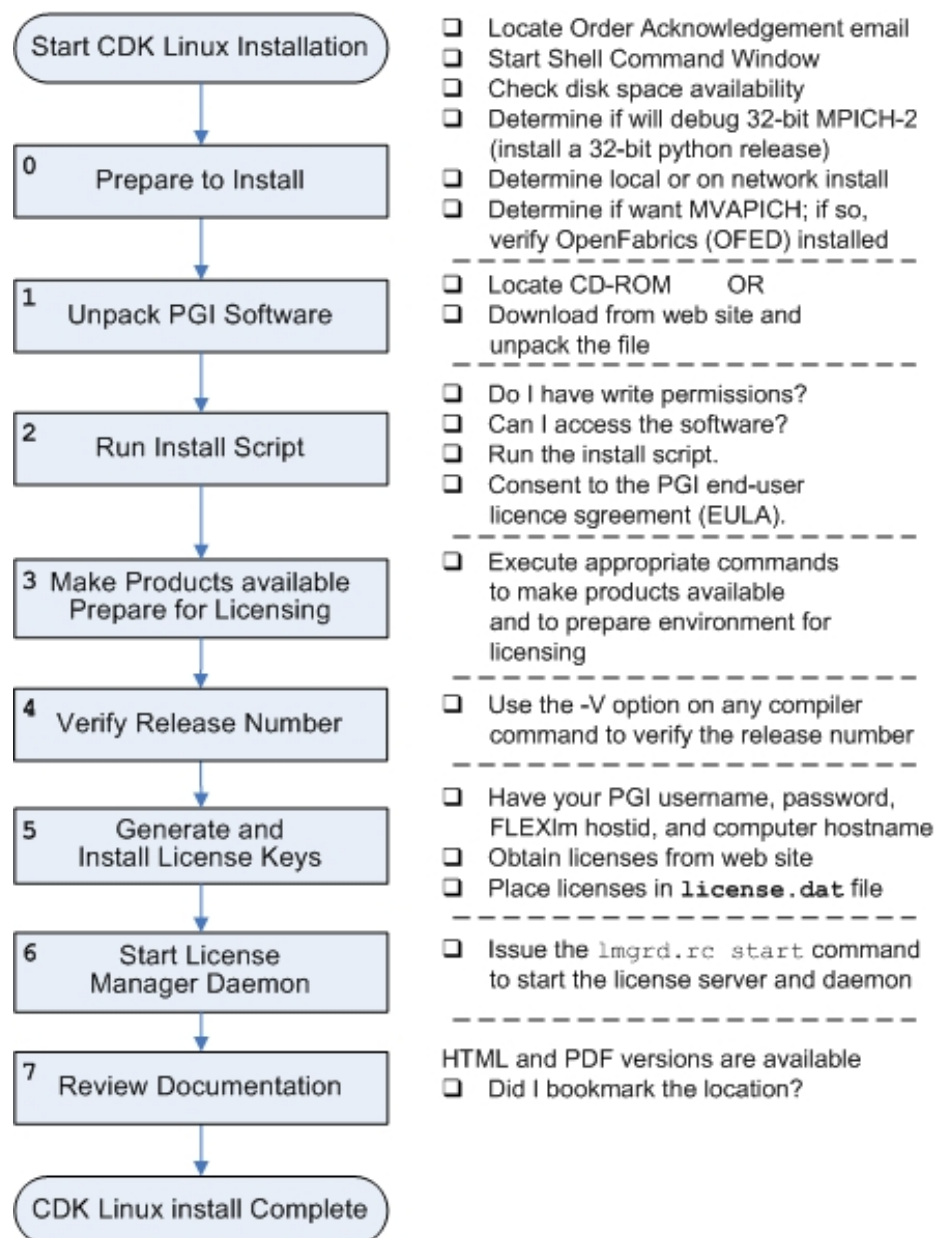 Start CDK Linux Installation
❑ Locate Order Acknowledgement email
❑ Start Shell Command Window
❑ Check disk space availability
❑ Determine if will debug 32-bit MPICH-2
(install a 32-bit python release)
❑ Determine local or on network install
❑ Determine if want MVAPICH; if so,
verify OpenFabrics (OFED) installed
0
Prepare to Install
1
Unpack PGI Software
❑ Locate CD-ROM OR
❑ Download from web site and
unpack the file
2
Run Install Script
❑ Do I have write permissions?
❑ Can I access the software?
❑ Run the install script.
❑ Consent to the PGI end-user
licence sgreement (EULA).
3
Make Products available
Prepare for Licensing
❑ Execute appropriate commands
to make products available
and to prepare environment for
licensing
4
Verify Release Number
❑ Use the -V option on any compiler
command to verify the release number
5
Generate and
Install License Keys
❑ Have your PGI username, password,
FLEXlm hostid, and computer hostname
❑ Obtain licenses from web site
❑ Place licenses in license.dat file
6
Start License
Manager Daemon
❑ Issue the lmgrd.rc start command
to start the license server and daemon
7
Review Documentation
HTML and PDF versions are available
❑ Did I bookmark the location?
CDK Linux install Complete